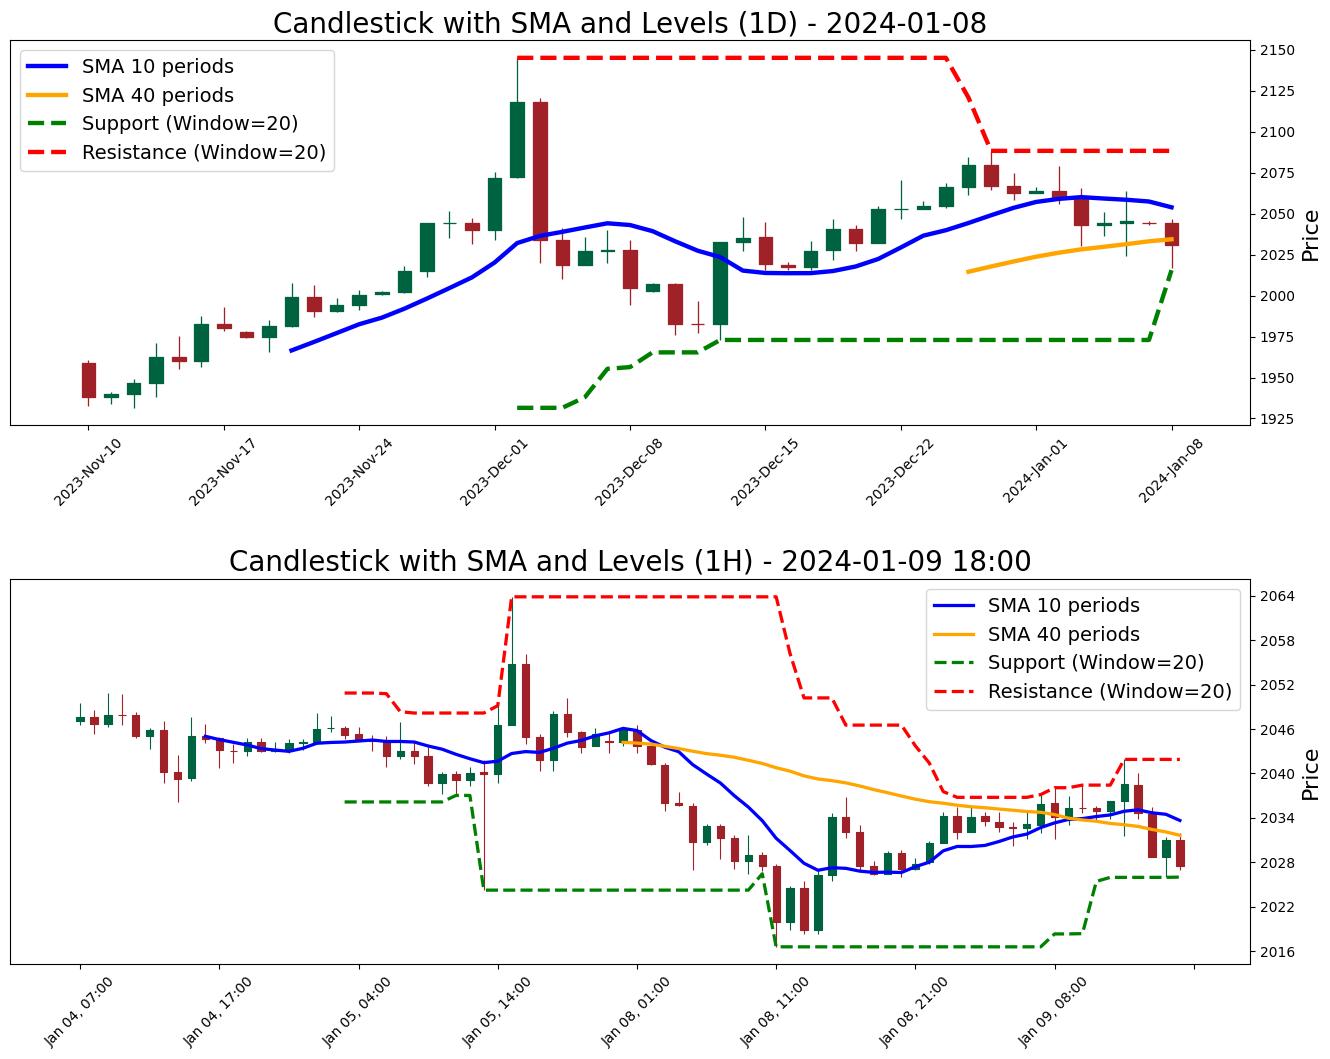 Candlestick with SMA and Levels (1D) - 2024-01-08
SMA 10 periods
SMA 40 periods
Support (Window=20)
Resistance (Window=20)
2150
2125
2100
2075
2050
2025
2000
1975
1950
1925
Price
2023-Nov-10
2023-Nov-17
2023-Nov-24
2023-Dec-01
2023-Dec-08
2023-Dec-15
2023-Dec-22
2024-Jan-01
2024-Jan-08
Candlestick with SMA and Levels (1H) - 2024-01-09 18:00
SMA 10 periods
SMA 40 periods
Support (Window=20)
Resistance (Window=20)
2064
2058
2052
2046
2040
2034
2028
2022
2016
Price
Jan 04, 07:00
Jan 04, 17:00
Jan 05, 04:00
Jan 05, 14:00
Jan 08, 01:00
Jan 08, 11:00
Jan 08, 21:00
Jan 09, 08:00